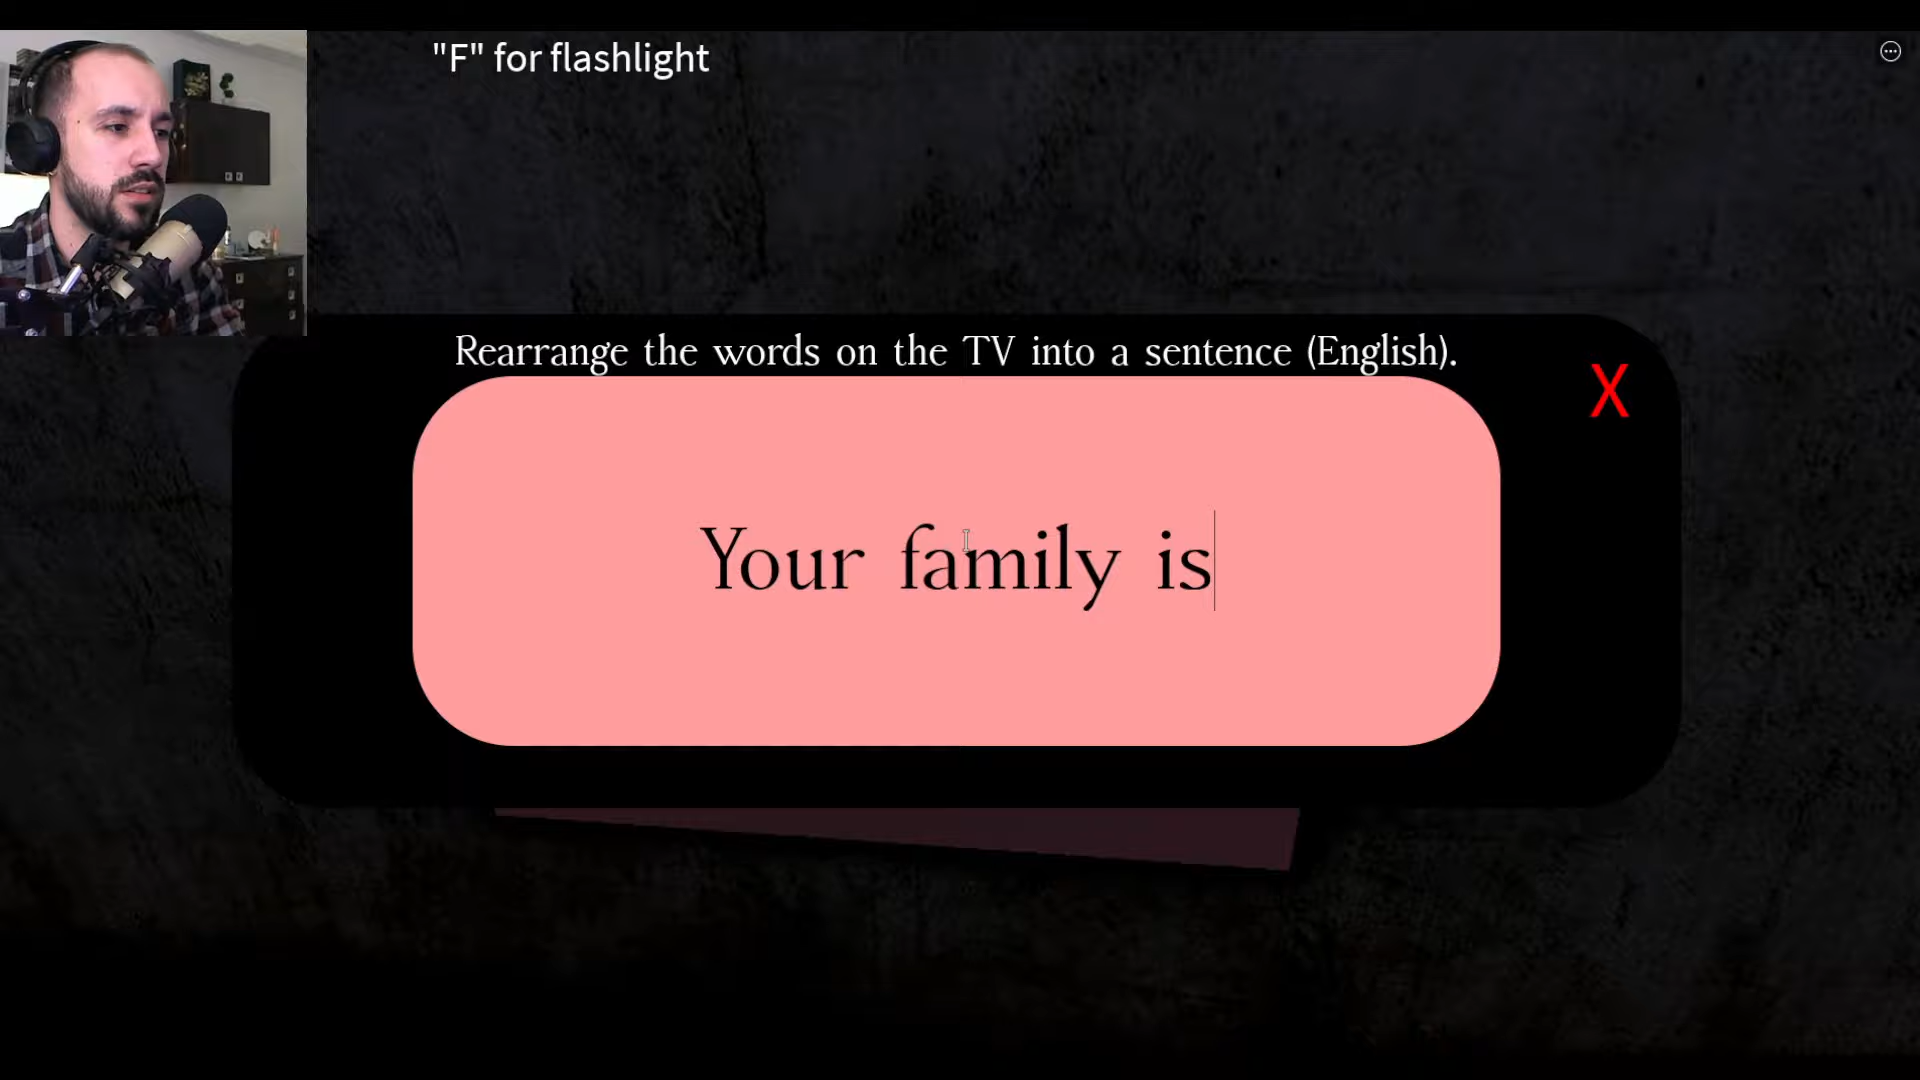 "F" for flashlight
Rearrange the words on the TV into a sentence (English).
X
Your family is